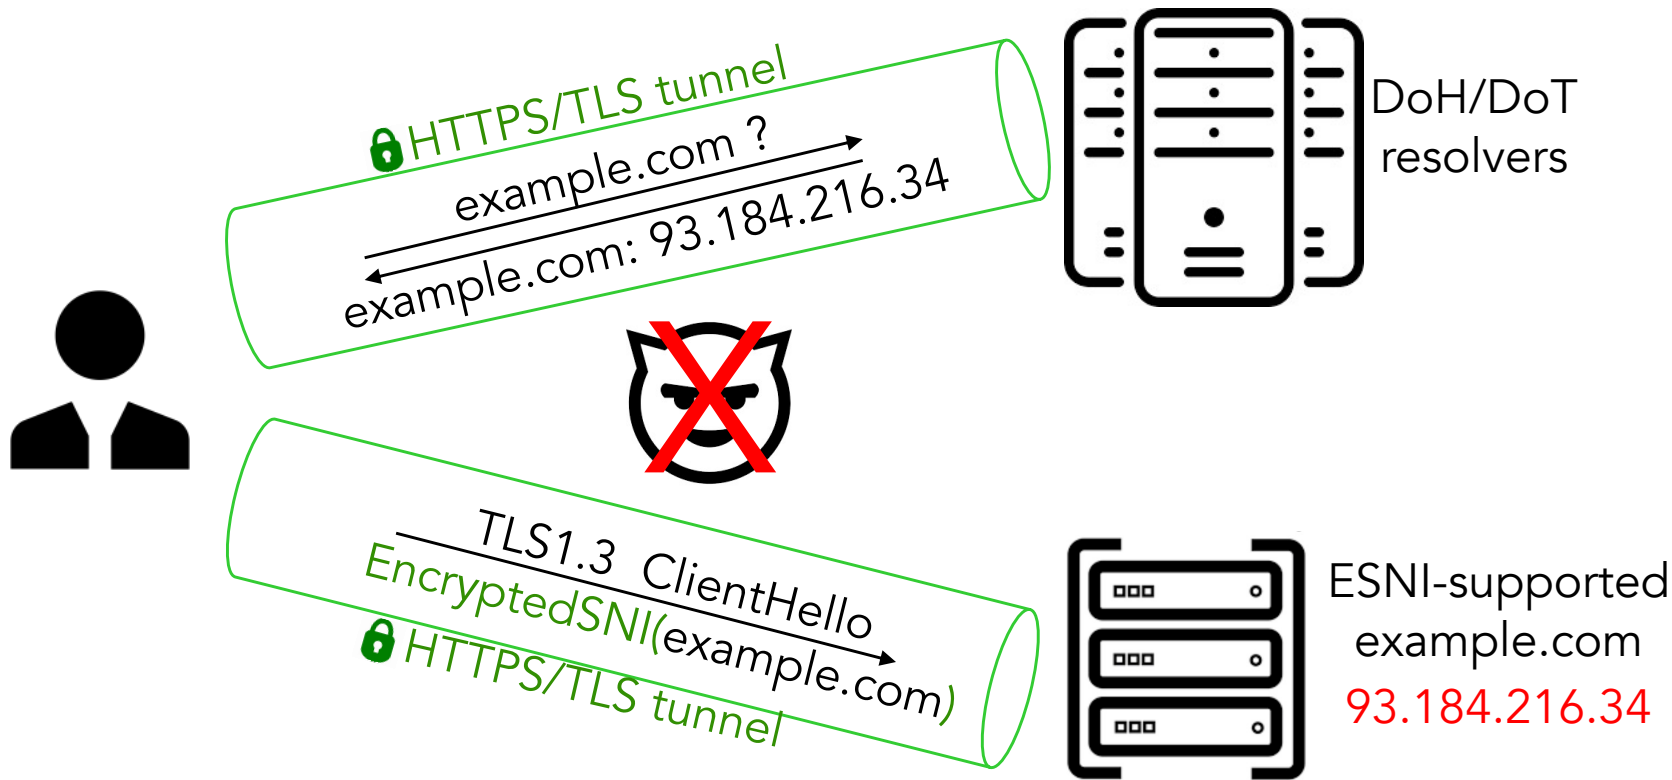 HTTPS/TLS tunnel
example.com ?
example.com: 93.184.216.34
DoH/DoT
resolvers
TLS1.3 ClientHello
EncryptedSNI(example.com)
HTTPS/TLS tunnel
ESNI-supported
example.com
93.184.216.34